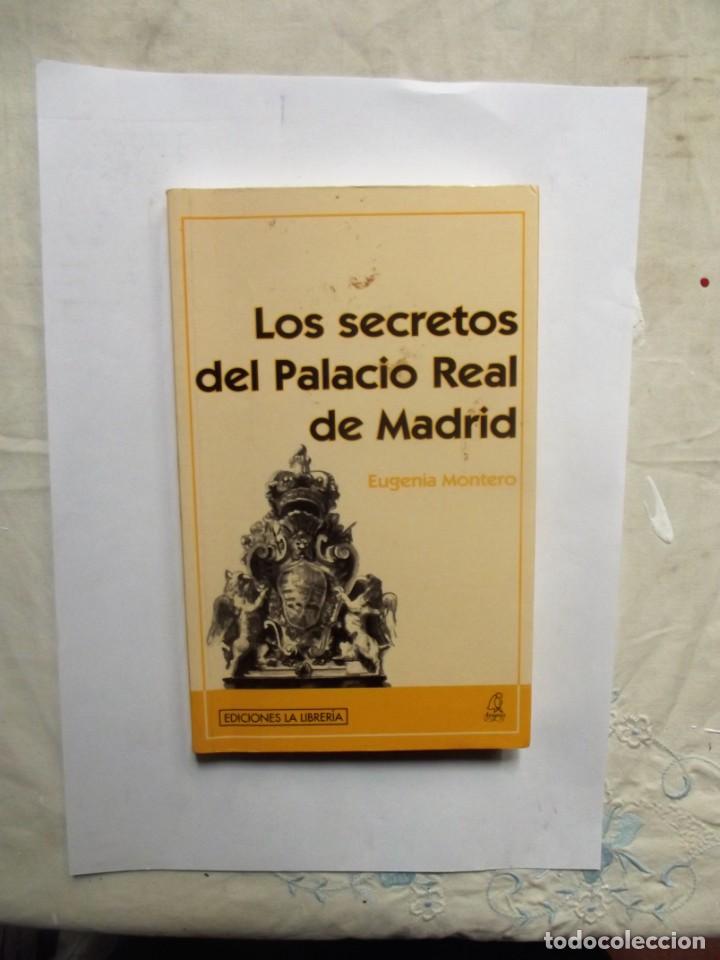 Los secretos
del Palacio Real
de Madrid
Eugenia Montero
EDICIONES LA LIBRERÍA
todocoleccion